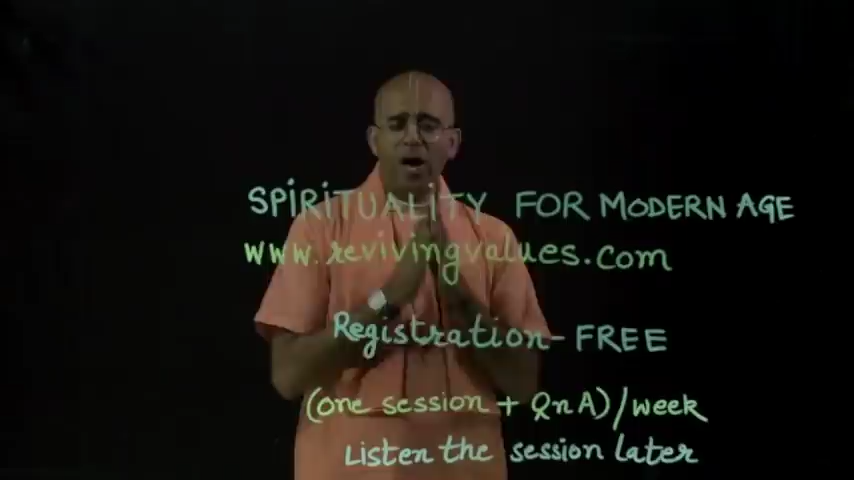 SPIRITUALITY FOR MODERN AGE
www.revivingvalues.com
Registration - FREE
(one session + QnA)/week
Listen the session later